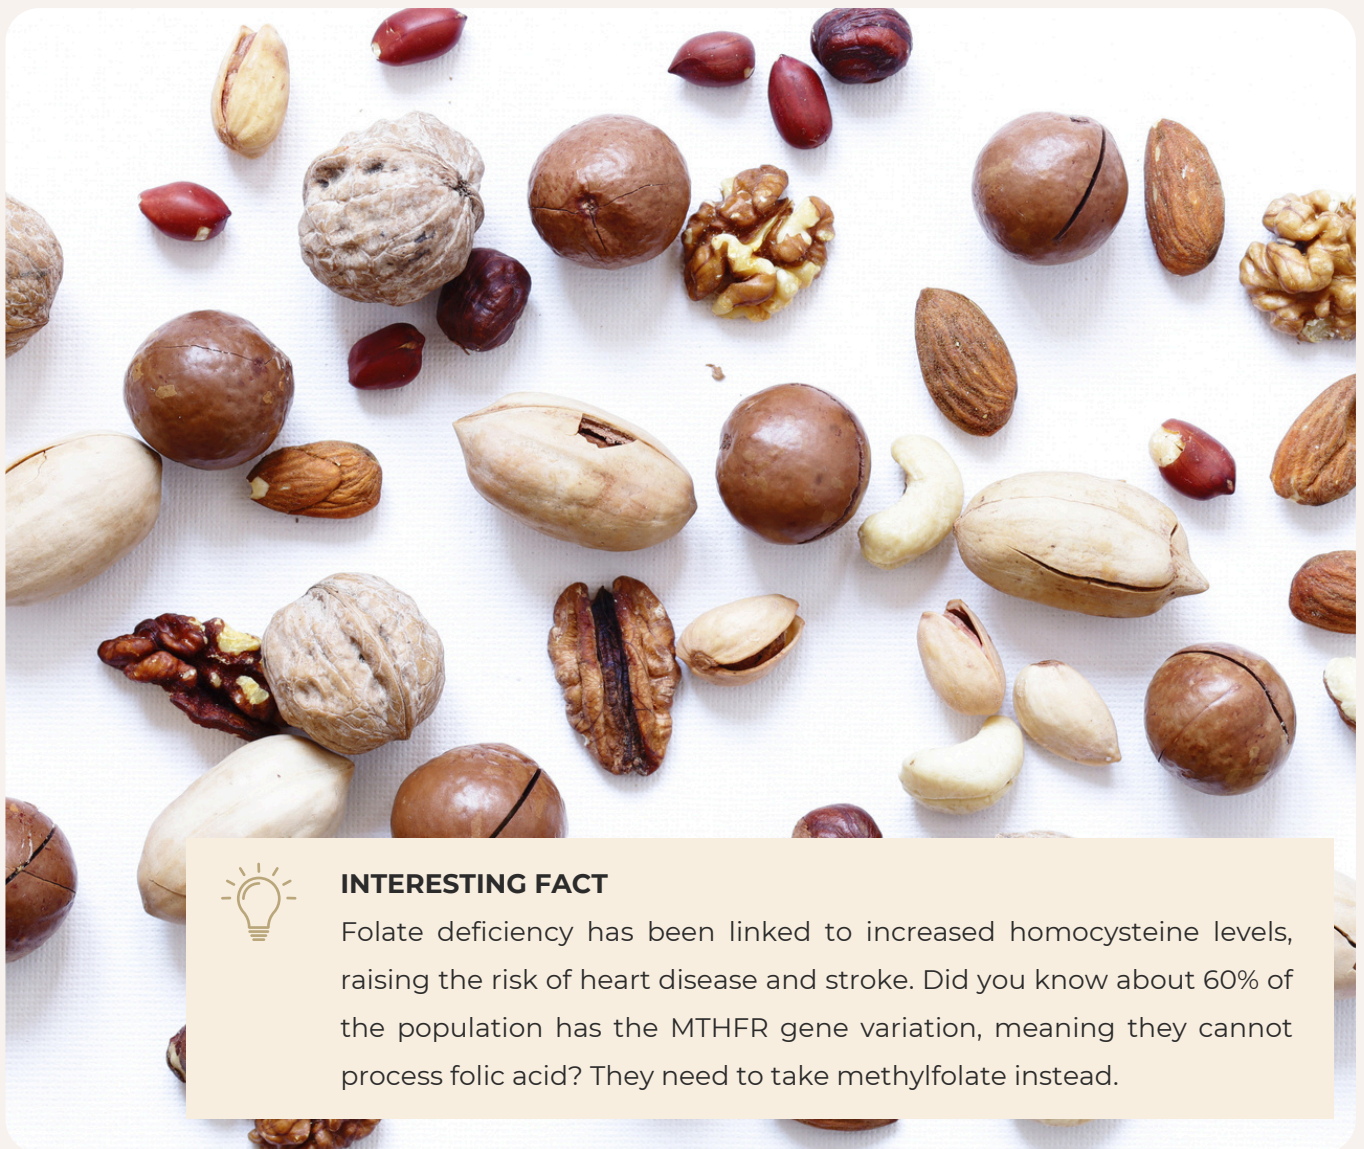 INTERESTING FACT
Folate deficiency has been linked to increased homocysteine levels,
raising the risk of heart disease and stroke. Did you know about 60% of
the population has the MTHFR gene variation, meaning they cannot
process folic acid? They need to take methylfolate instead.